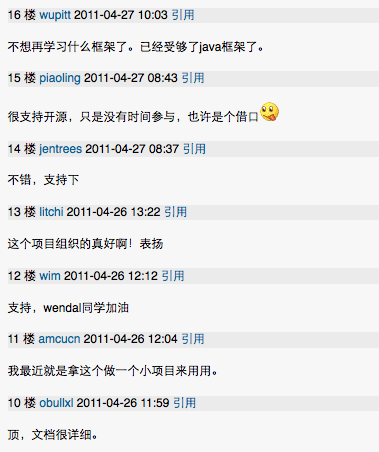 16 楼 wupitt 2011-04-27 10:03 引用
不想再学习什么框架了。已经受够了java框架了。
15 楼 piaoling 2011-04-27 08:43 引用
很支持开源，只是没有时间参与，也许是个借口
14 楼 jentrees 2011-04-27 08:37 引用
不错，支持下
13 楼 litchi 2011-04-26 13:22 引用
这个项目组织的真好啊！表扬
12 楼 wim 2011-04-26 12:12 引用
支持，wendal同学加油
11 楼 amcucn 2011-04-26 12:04 引用
我最近就是拿这个做一个小项目来用用。
10 楼 obullxl 2011-04-26 11:59 引用
顶，文档很详细。